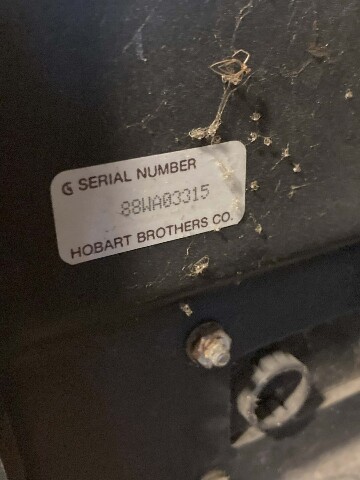 G SERIAL NUMBER
88WA03315
HOBART BROTHERS CO.